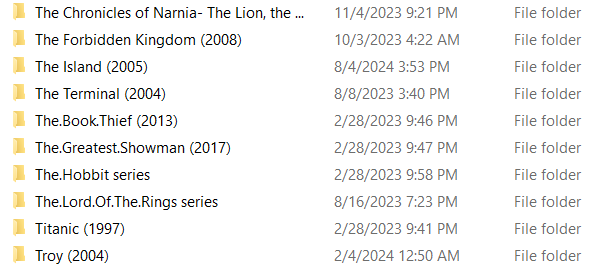 The Chronicles of Narnia- The Lion, the ... 11/4/2023 9:21 PM File folder
The Forbidden Kingdom (2008) 10/3/2023 4:22 AM File folder
The Island (2005) 8/4/2024 3:53 PM File folder
The Terminal (2004) 8/8/2023 3:40 PM File folder
The.Book.Thief (2013) 2/28/2023 9:46 PM File folder
The.Greatest.Showman (2017) 2/28/2023 9:47 PM File folder
The.Hobbit series 2/28/2023 9:58 PM File folder
The.Lord.Of.The.Rings series 8/16/2023 7:23 PM File folder
Titanic (1997) 2/28/2023 9:41 PM File folder
Troy (2004) 2/4/2024 12:50 AM File folder